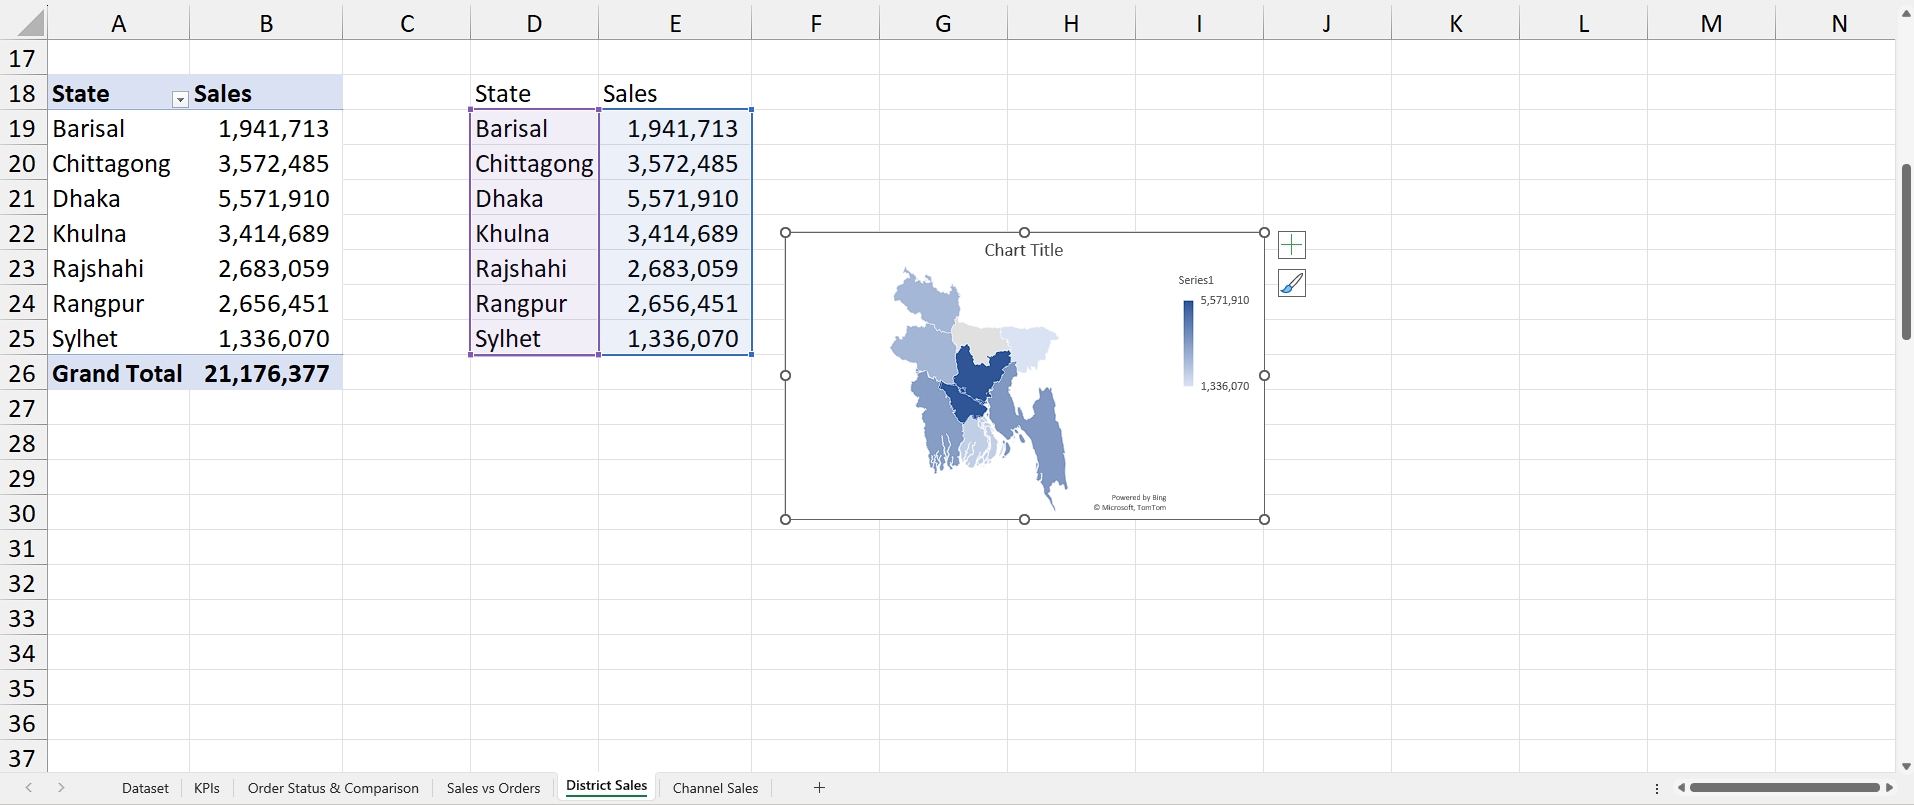 A B C D E F G H I J K L M N
17
18 State Sales State Sales
19 Barisal 1,941,713 Barisal 1,941,713
20 Chittagong 3,572,485 Chittagong 3,572,485
21 Dhaka 5,571,910 Dhaka 5,571,910
22 Khulna 3,414,689 Khulna 3,414,689
23 Rajshahi 2,683,059 Rajshahi 2,683,059
24 Rangpur 2,656,451 Rangpur 2,656,451
25 Sylhet 1,336,070 Sylhet 1,336,070
26 Grand Total 21,176,377
27
28
29
30
31
32
33
34
35
36
37
Chart Title
Series1
5,571,910
1,336,070
Powered by Bing
© Microsoft, TomTom
Dataset KPIs Order Status & Comparison Sales vs Orders District Sales Channel Sales